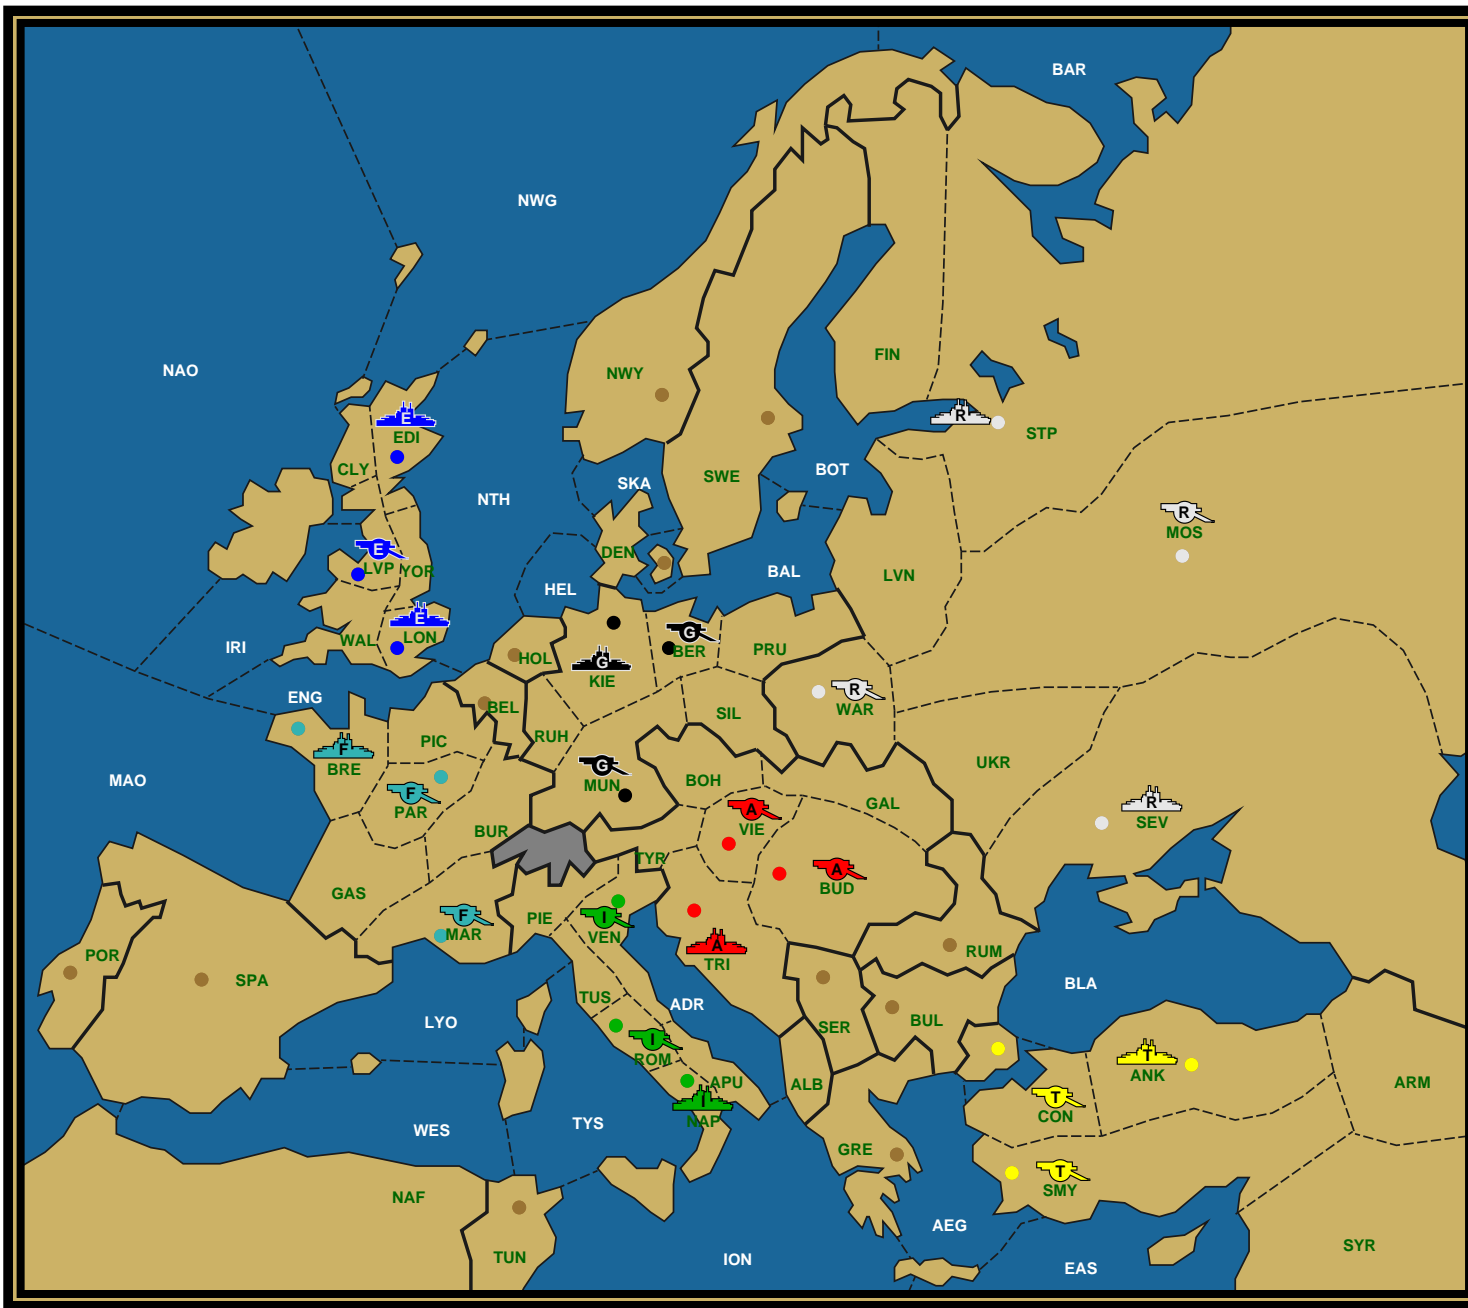 BAR
NWG
NAO
FIN
NWY
E
EDI
R
STP
CLY
SWE
BOT
SKA
NTH
R
MOS
E
LVP
YOR
DEN
BAL
LVN
HEL
E
LON
WAL
IRI
G
BER
PRU
HOL
G
KIE
ENG
BEL
R
WAR
SIL
RUH
PIC
F
BRE
UKR
MAO
G
MUN
BOH
F
PAR
GAL
A
VIE
R
SEV
BUR
TYR
A
BUD
GAS
F
MAR
PIE
I
VEN
A
TRI
POR
SPA
RUM
BLA
TUS
ADR
LYO
SER
BUL
I
ROM
T
ANK
ALB
APU
ARM
I
NAP
T
CON
WES
TYS
GRE
T
SMY
NAF
AEG
TUN
ION
EAS
SYR